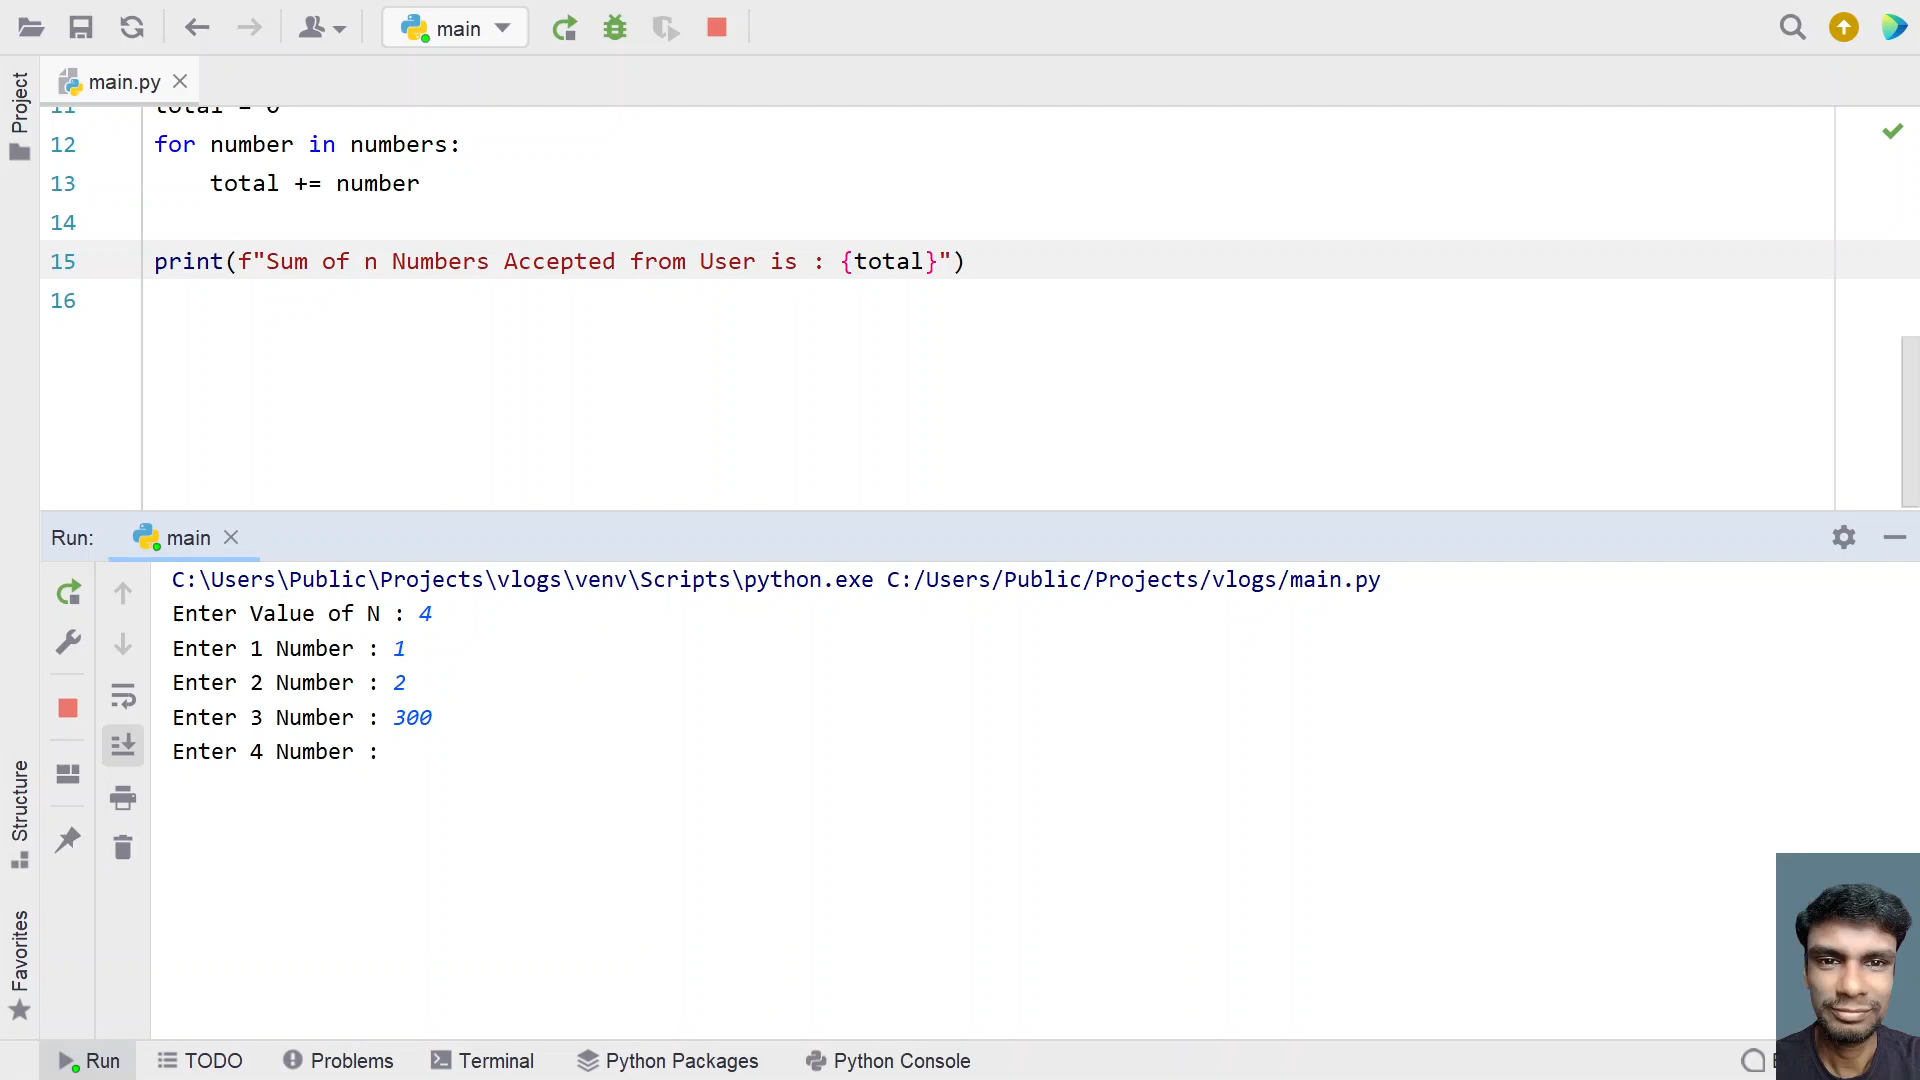 main
Project
main.py
11 total = 0
12 for number in numbers:
13 total += number
14
15 print(f"Sum of n Numbers Accepted from User is : {total}")
16
Run: main
C:\Users\Public\Projects\vlogs\venv\Scripts\python.exe C:/Users/Public/Projects/vlogs/main.py
Enter Value of N : 4
Enter 1 Number : 1
Enter 2 Number : 2
Enter 3 Number : 300
Enter 4 Number :
Structure
Favorites
Run TODO Problems Terminal Python Packages Python Console